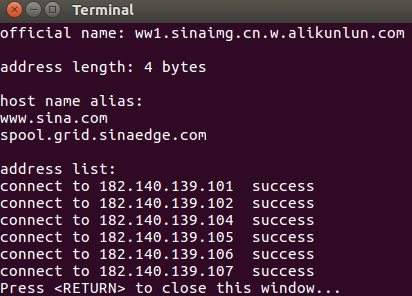 Terminal
official name: ww1.sinaimg.cn.w.alikunlun.com
address length: 4 bytes
host name alias:
www.sina.com
spool.grid.sinaedge.com
address list:
connect to 182.140.139.101  success
connect to 182.140.139.102  success
connect to 182.140.139.104  success
connect to 182.140.139.105  success
connect to 182.140.139.106  success
connect to 182.140.139.107  success
Press <RETURN> to close this window...